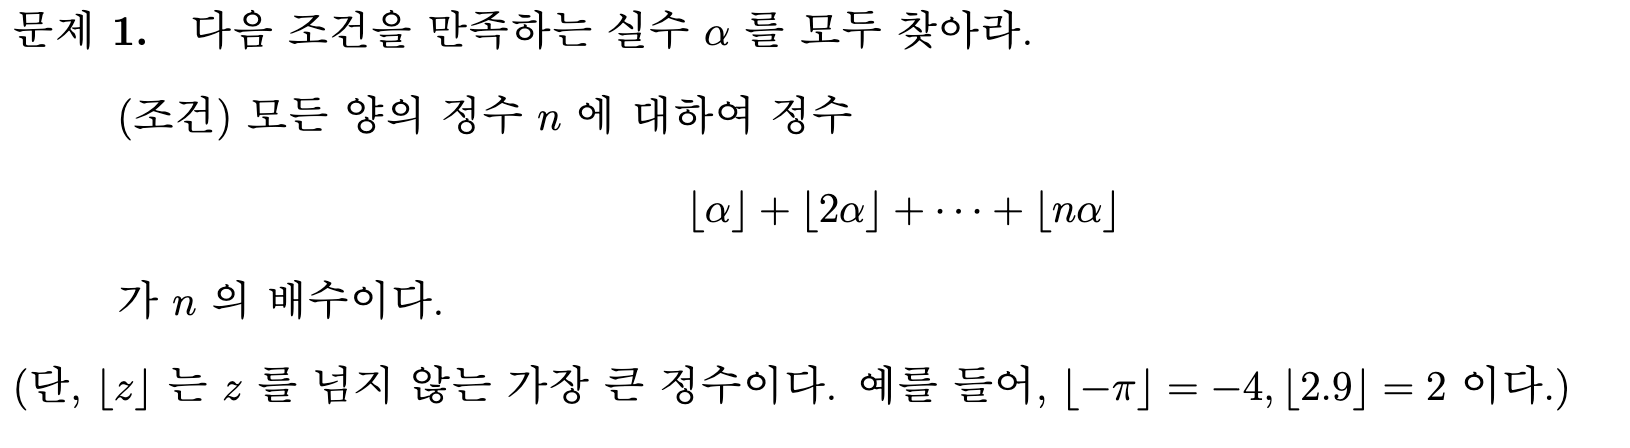 문제 1. 다음 조건을 만족하는 실수 α 를 모두 찾아라.
(조건) 모든 양의 정수 n 에 대하여 정수
⌊α⌋ + ⌊2α⌋ + ··· + ⌊nα⌋
가 n 의 배수이다.
(단, ⌊z⌋ 는 z 를 넘지 않는 가장 큰 정수이다. 예를 들어, ⌊−π⌋ = −4, ⌊2.9⌋ = 2 이다.)